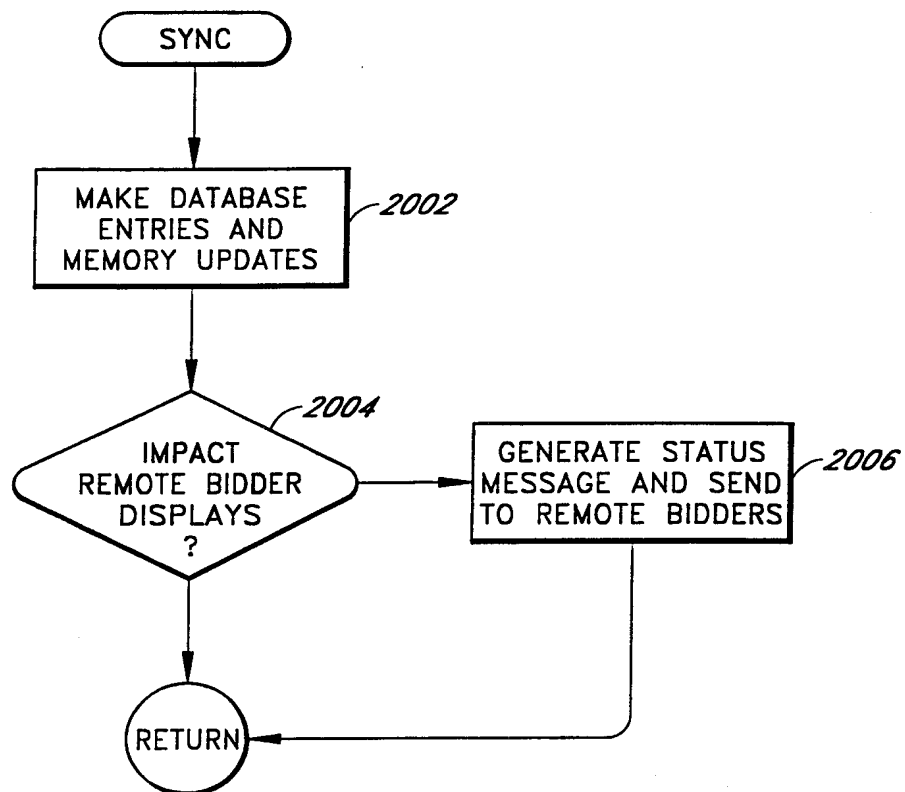 SYNC
MAKE DATABASE
ENTRIES AND
MEMORY UPDATES
2002
2004
IMPACT
REMOTE BIDDER
DISPLAYS
?
GENERATE STATUS
MESSAGE AND SEND
TO REMOTE BIDDERS
2006
RETURN